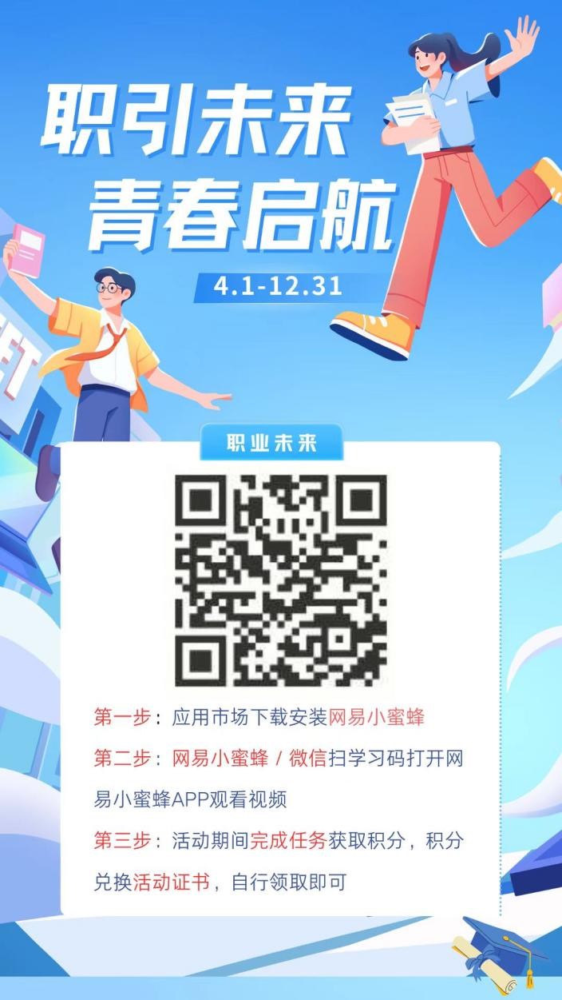 职引未来
青春启航
4.1-12.31
职业未来
第一步：应用市场下载安装网易小蜜蜂
第二步：网易小蜜蜂 / 微信扫学习码打开网
易小蜜蜂APP观看视频
第三步：活动期间完成任务获取积分，积分
兑换活动证书，自行领取即可